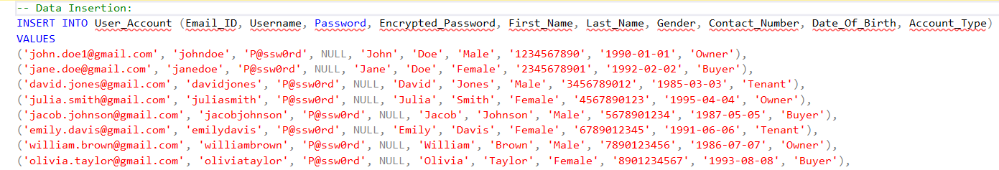 -- Data Insertion:
INSERT INTO User_Account (Email_ID, Username, Password, Encrypted_Password, First_Name, Last_Name, Gender, Contact_Number, Date_Of_Birth, Account_Type)
VALUES
('john.doe1@gmail.com', 'johndoe', 'P@ssw0rd', NULL, 'John', 'Doe', 'Male', '1234567890', '1990-01-01', 'Owner'),
('jane.doe@gmail.com', 'janedoe', 'P@ssw0rd', NULL, 'Jane', 'Doe', 'Female', '2345678901', '1992-02-02', 'Buyer'),
('david.jones@gmail.com', 'davidjones', 'P@ssw0rd', NULL, 'David', 'Jones', 'Male', '3456789012', '1985-03-03', 'Tenant'),
('julia.smith@gmail.com', 'juliasmith', 'P@ssw0rd', NULL, 'Julia', 'Smith', 'Female', '4567890123', '1995-04-04', 'Owner'),
('jacob.johnson@gmail.com', 'jacobjohnson', 'P@ssw0rd', NULL, 'Jacob', 'Johnson', 'Male', '5678901234', '1987-05-05', 'Buyer'),
('emily.davis@gmail.com', 'emilydavis', 'P@ssw0rd', NULL, 'Emily', 'Davis', 'Female', '6789012345', '1991-06-06', 'Tenant'),
('william.brown@gmail.com', 'williambrown', 'P@ssw0rd', NULL, 'William', 'Brown', 'Male', '7890123456', '1986-07-07', 'Owner'),
('olivia.taylor@gmail.com', 'oliviataylor', 'P@ssw0rd', NULL, 'Olivia', 'Taylor', 'Female', '8901234567', '1993-08-08', 'Buyer'),